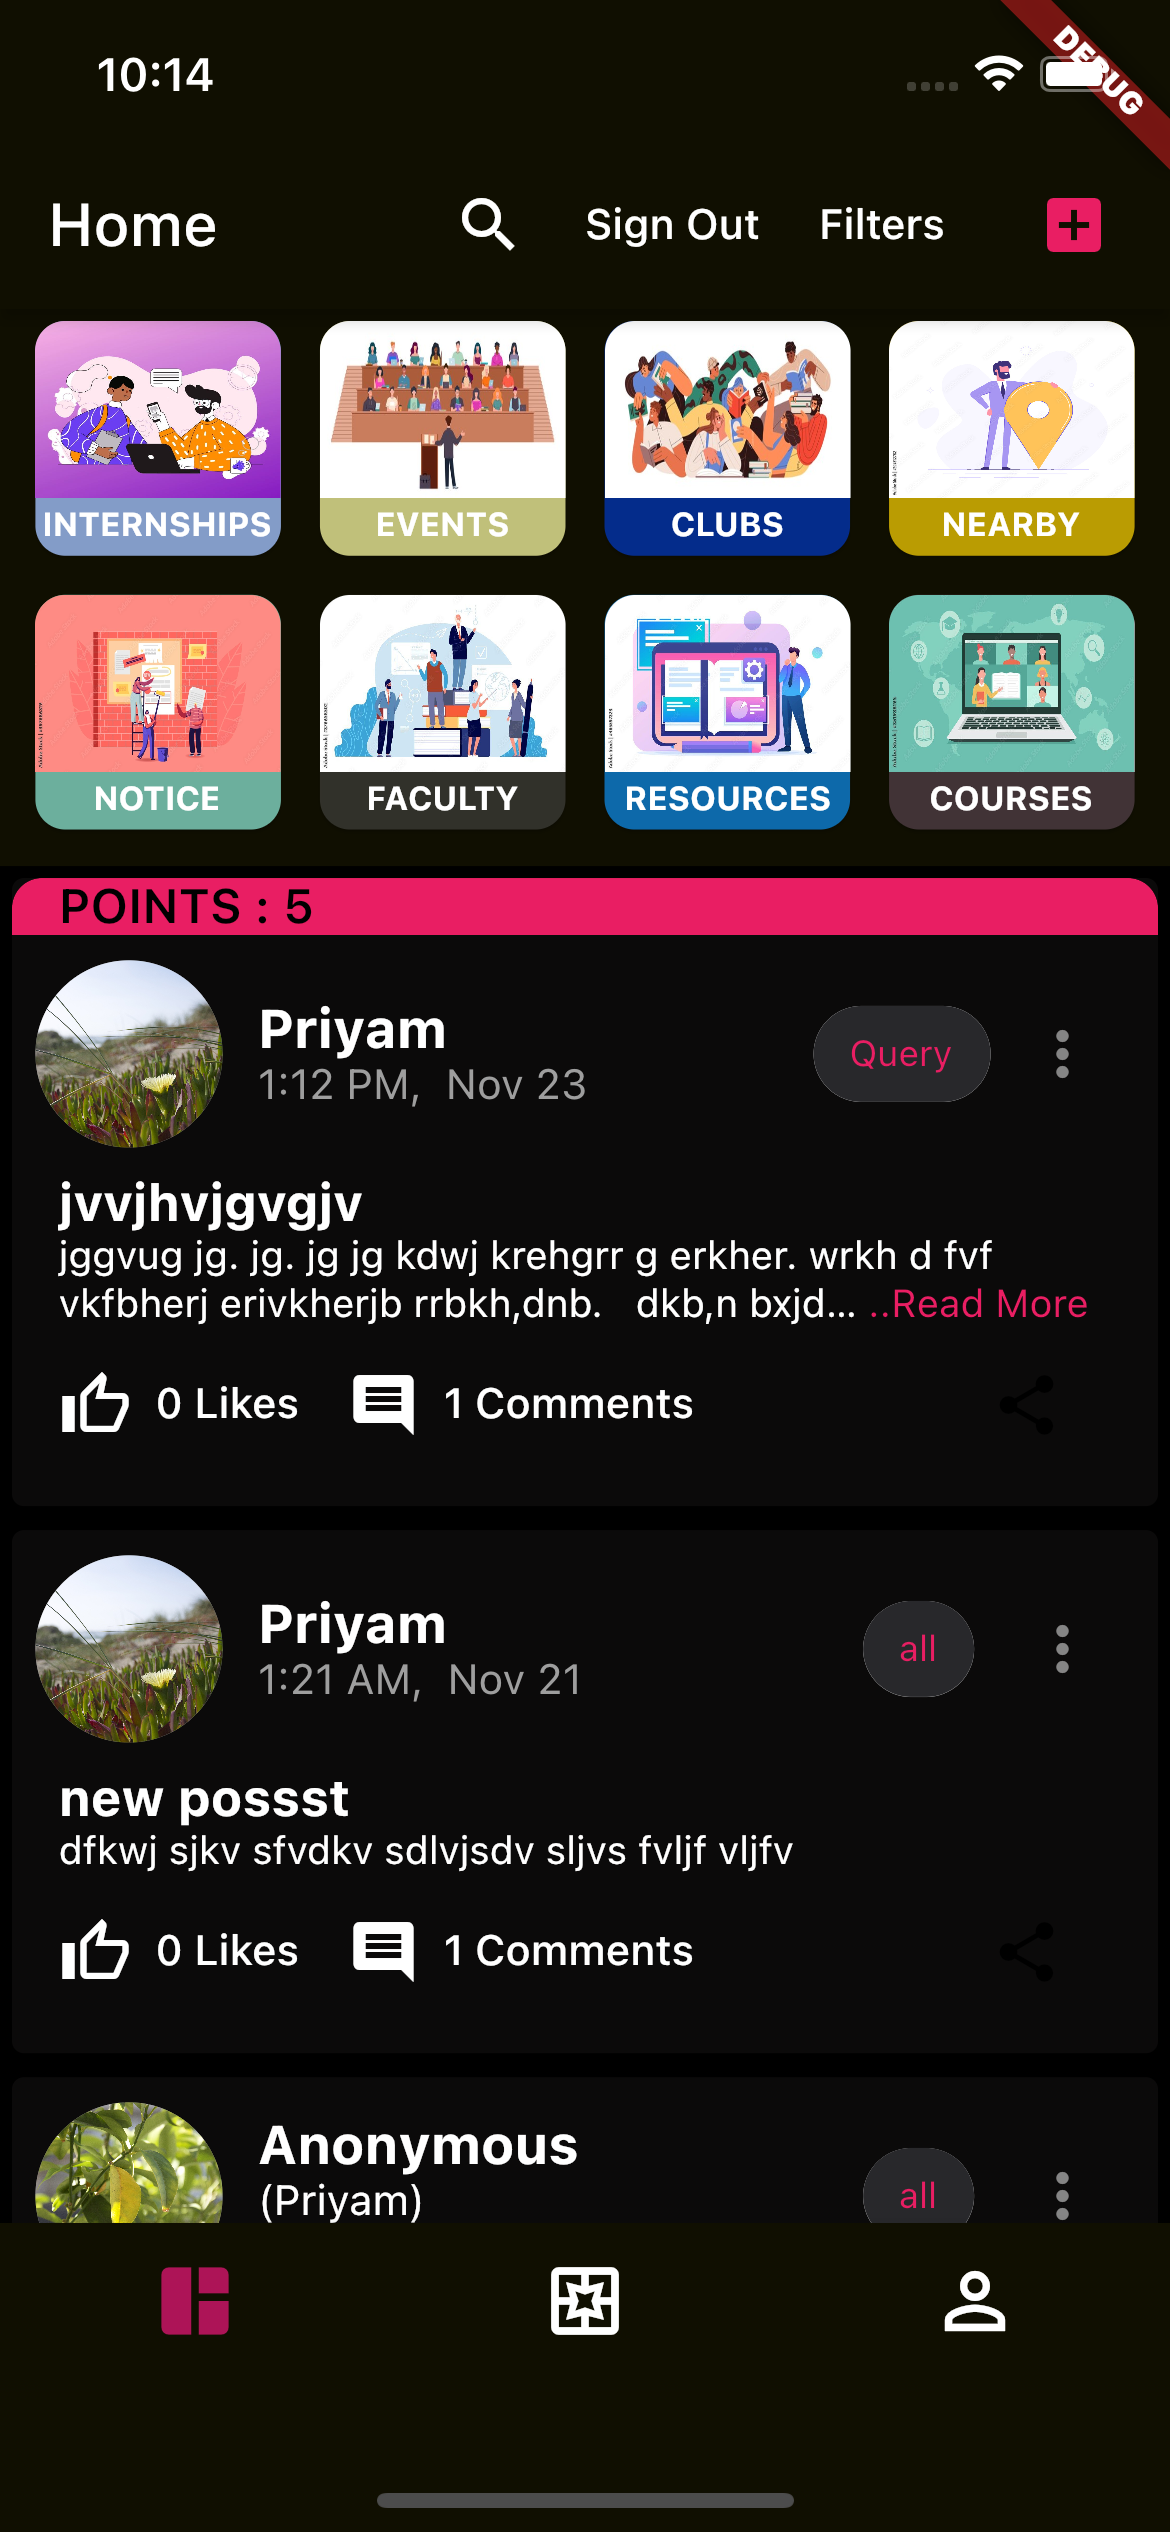 10:14
DEBUG
Home
Sign Out
Filters
INTERNSHIPS
EVENTS
CLUBS
NEARBY
NOTICE
FACULTY
RESOURCES
COURSES
POINTS : 5
Priyam
1:12 PM,  Nov 23
Query
jvvjhvjgvgjv
jggvug jg. jg. jg jg kdwj krehgrr g erkher. wrkh d fvf
vkfbherj erivkherjb rrbkh,dnb.   dkb,n bxjd... ..Read More
0 Likes
1 Comments
Priyam
1:21 AM,  Nov 21
all
new possst
dfkwj sjkv sfvdkv sdlvjsdv sljvs fvljf vljfv
0 Likes
1 Comments
Anonymous
(Priyam)
all